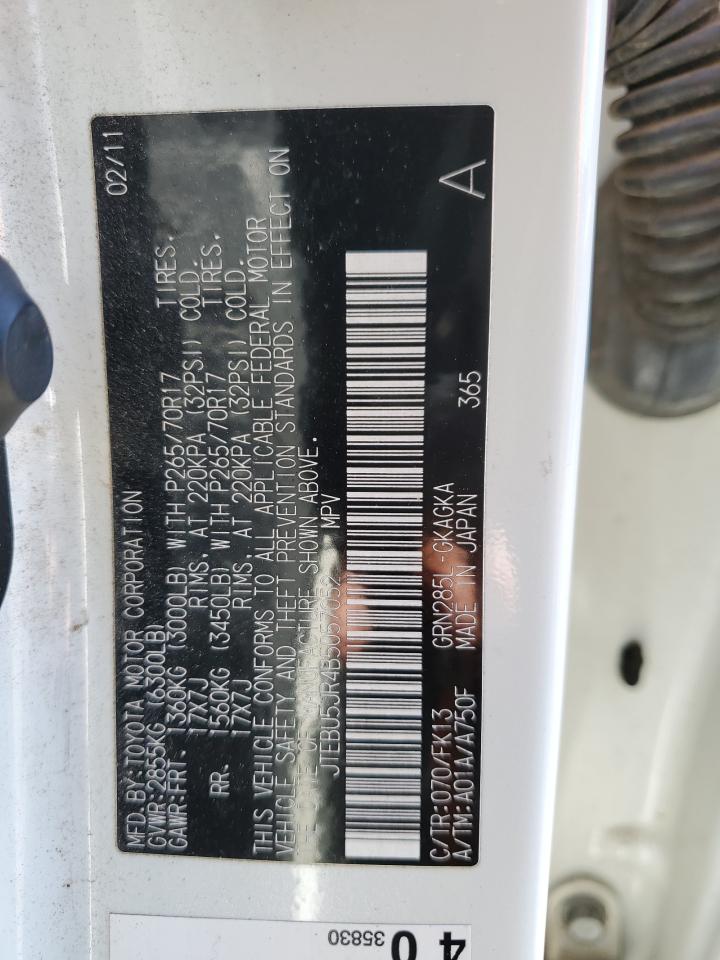 MFD. BY: TOYOTA MOTOR CORPORATION 02/11
GVWR: 2855KG (6300LB)
GAWR: FRT. 1360KG (3000LB) WITH P265/70R17 TIRES.
17X7J RIMS, AT 220KPA (32PSI) COLD.
RR. 1560KG (3450LB) WITH P265/70R17 TIRES.
17X7J RIMS, AT 220KPA (32PSI) COLD.
THIS VEHICLE CONFORMS TO ALL APPLICABLE FEDERAL MOTOR
VEHICLE SAFETY AND THEFT PREVENTION STANDARDS IN EFFECT ON
THE DATE OF MANUFACTURE SHOWN ABOVE.
JTEBU5JR4B5057052 MPV
C/TR: 070/FK13 GRN285L-GKAGKA 365 A
A/TM: A01A/A750F MADE IN JAPAN
40
35830